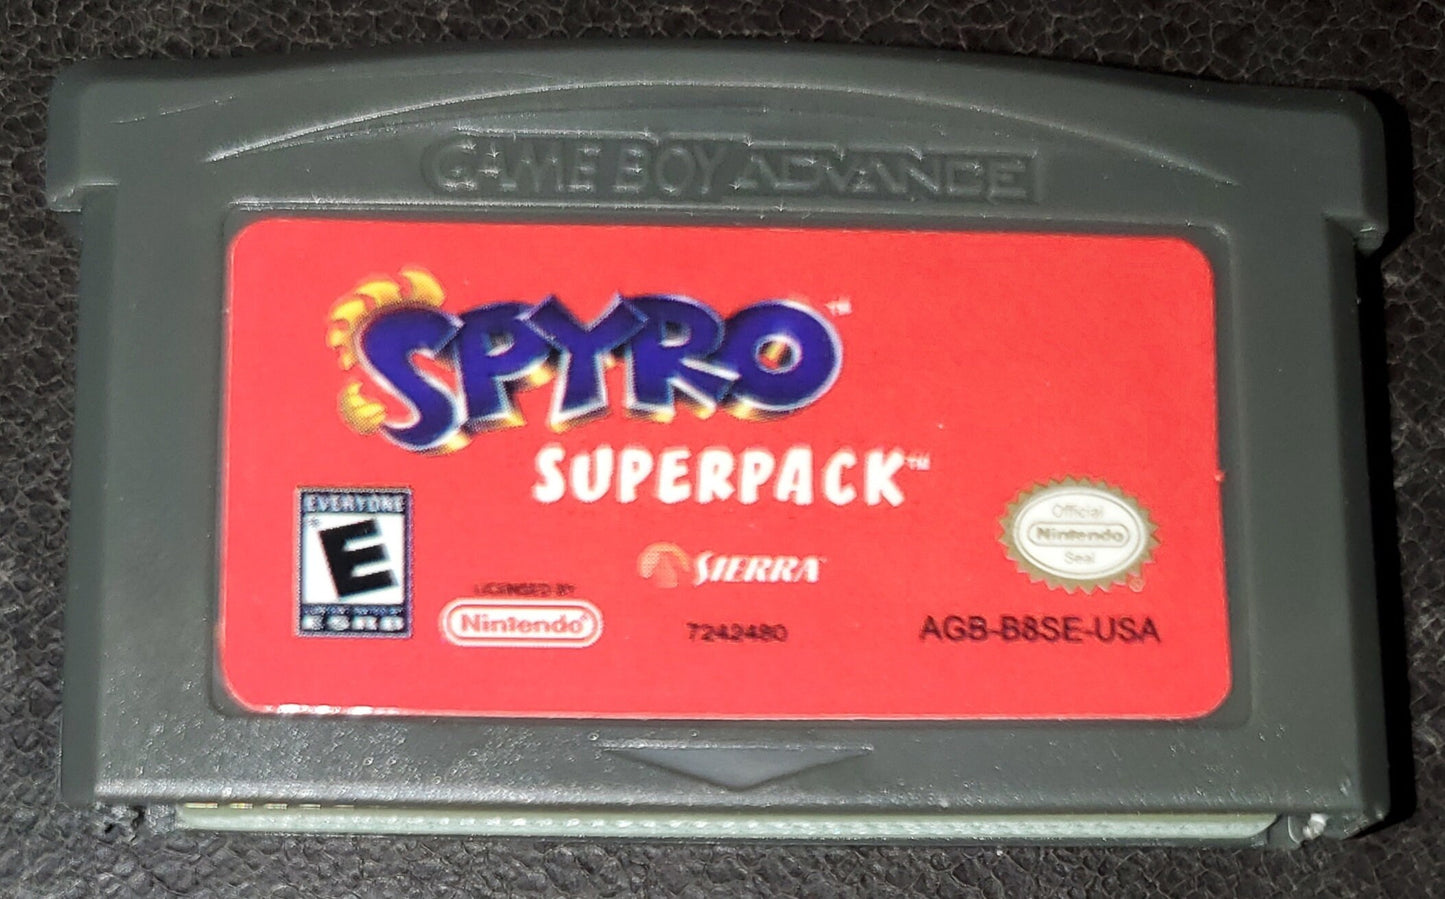 GAME BOY ADVANCE
SPYRO™
SUPERPACK™
EVERYONE
E
ESRB
LICENSED BY
Nintendo®
SIERRA
7242480
Official
Nintendo
Seal
®
AGB-B8SE-USA